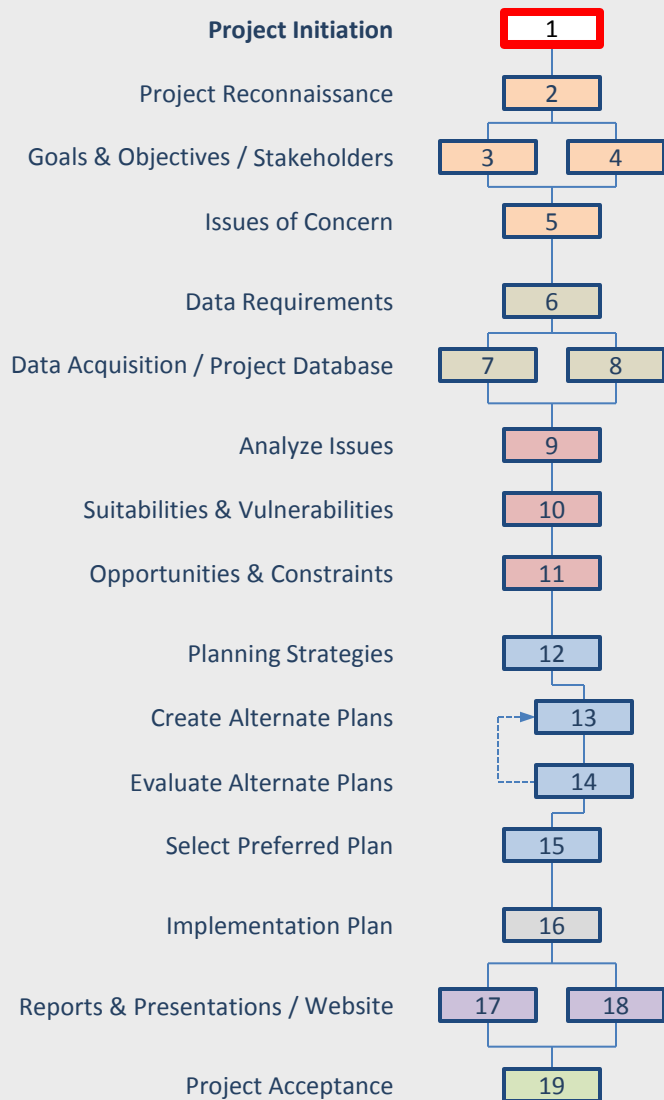 Project Initiation 1
Project Reconnaissance 2
Goals & Objectives / Stakeholders 3 4
Issues of Concern 5
Data Requirements 6
Data Acquisition / Project Database 7 8
Analyze Issues 9
Suitabilities & Vulnerabilities 10
Opportunities & Constraints 11
Planning Strategies 12
Create Alternate Plans 13
Evaluate Alternate Plans 14
Select Preferred Plan 15
Implementation Plan 16
Reports & Presentations / Website 17 18
Project Acceptance 19